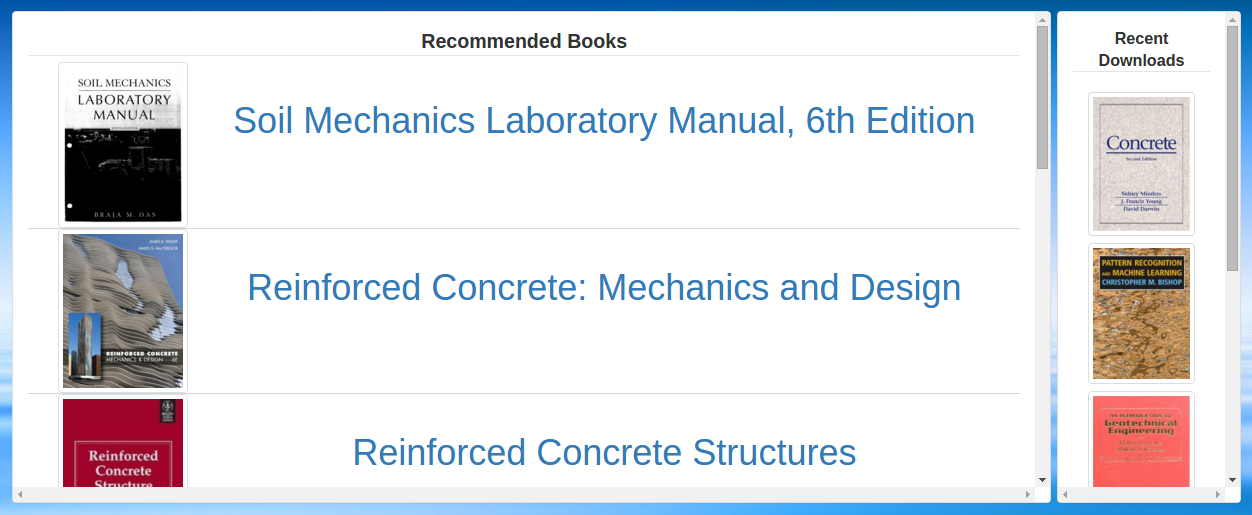 Recommended Books
SOIL MECHANICS
LABORATORY
MANUAL
BRAJA M. DAS
Soil Mechanics Laboratory Manual, 6th Edition
JAMES K. WIGHT
JAMES G. MACGREGOR
REINFORCED CONCRETE
MECHANICS & DESIGN 6E
Reinforced Concrete: Mechanics and Design
Reinforced
Concrete
Structure
Reinforced Concrete Structures
Recent
Downloads
Concrete
Second Edition
Sidney Mindess
J. Francis Young
David Darwin
PATTERN RECOGNITION
AND MACHINE LEARNING
CHRISTOPHER M. BISHOP
AN INTRODUCTION TO
Geotechnical
Engineering